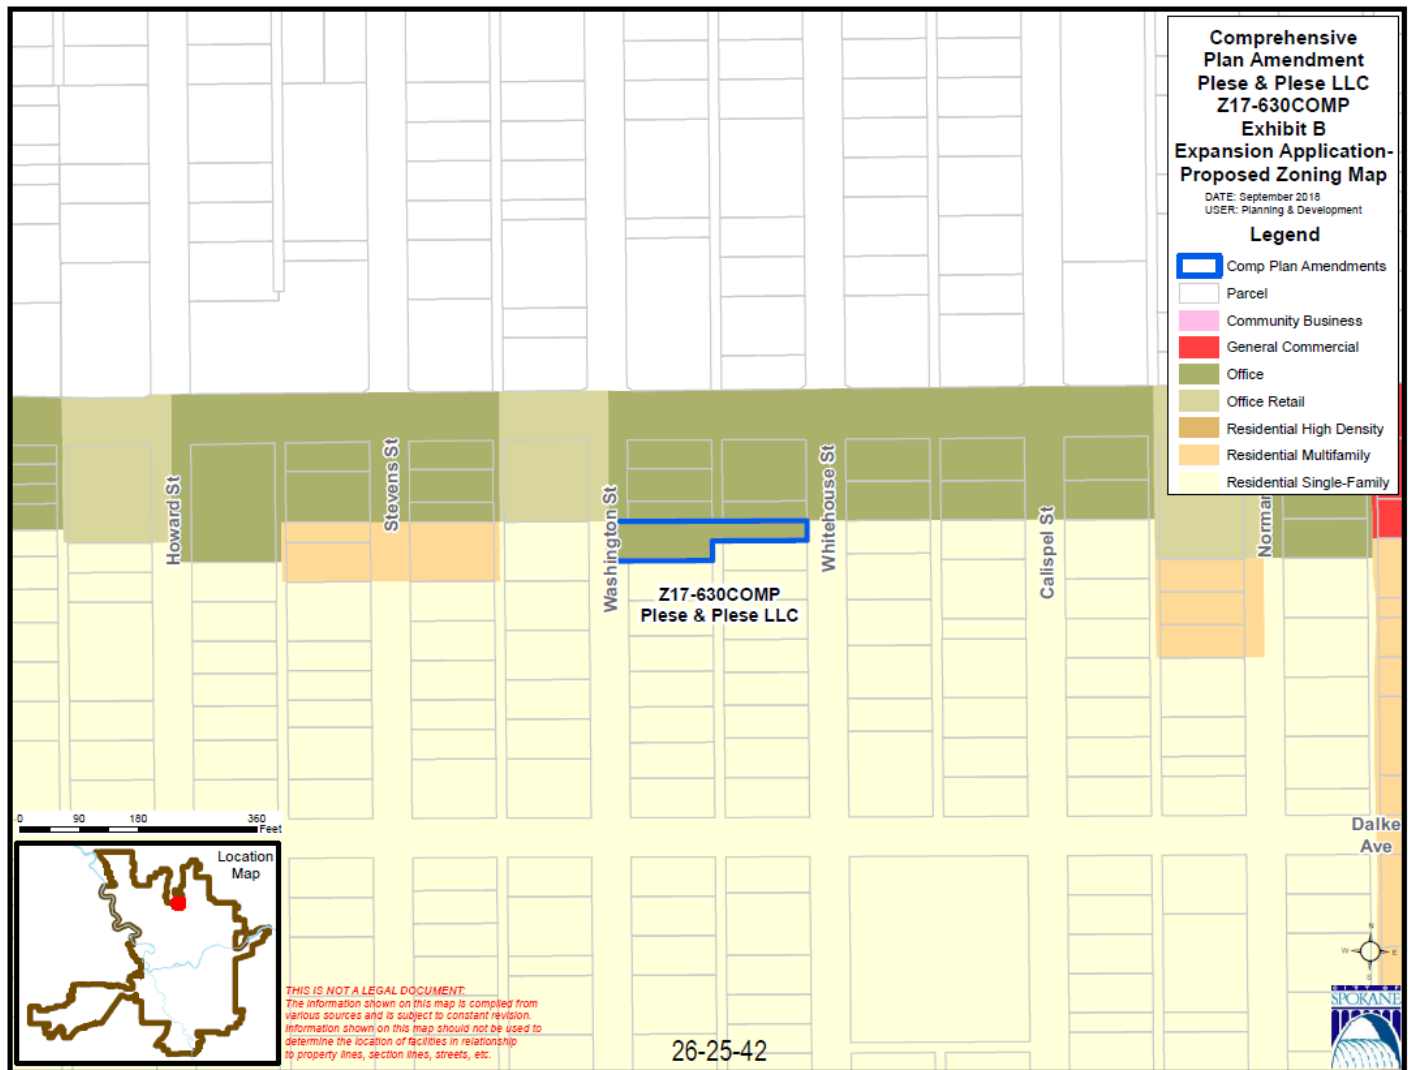 Comprehensive
Plan Amendment
Plese & Plese LLC
Z17-630COMP
Exhibit B
Expansion Application-
Proposed Zoning Map
DATE: September 2018
USER: Planning & Development
Legend
Comp Plan Amendments
Parcel
Community Business
General Commercial
Office
Office Retail
Residential High Density
Residential Multifamily
Residential Single-Family
Howard St
Stevens St
Washington St
Whitehouse St
Calispel St
Norman
Z17-630COMP
Plese & Plese LLC
Dalke
Ave
0 90 180 360
Feet
Location
Map
THIS IS NOT A LEGAL DOCUMENT:
The information shown on this map is compiled from
various sources and is subject to constant revision.
Information shown on this map should not be used to
determine the location of facilities in relationship
to property lines, section lines, streets, etc.
26-25-42
N
W E
S
CITY OF
SPOKANE